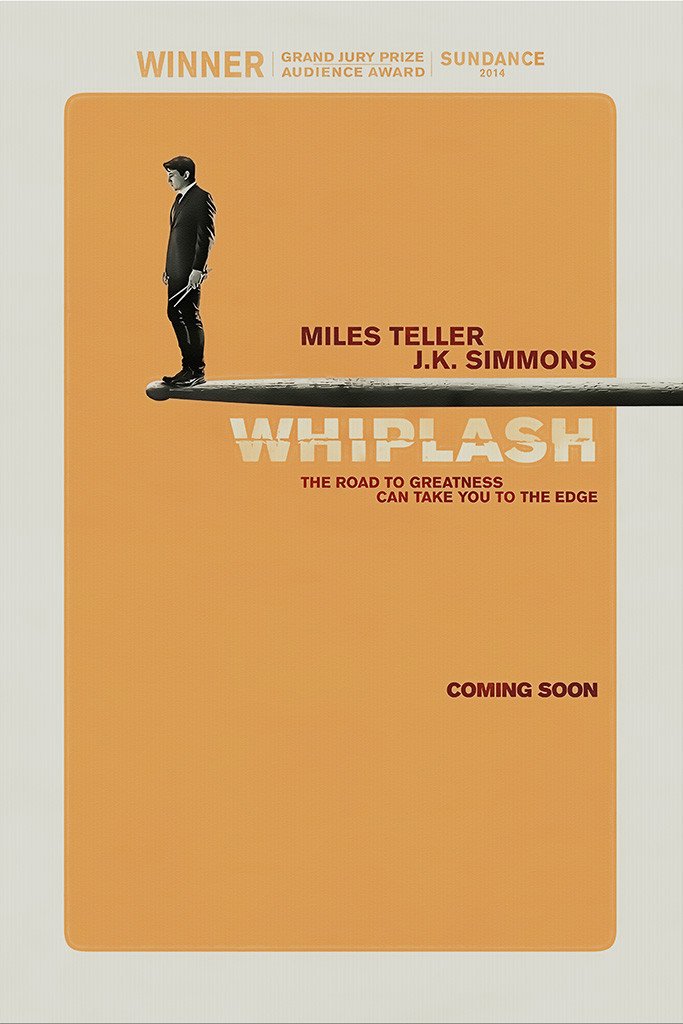 WINNER
GRAND JURY PRIZE
AUDIENCE AWARD
SUNDANCE
2014
MILES TELLER
J.K. SIMMONS
WHIPLASH
THE ROAD TO GREATNESS
CAN TAKE YOU TO THE EDGE
COMING SOON